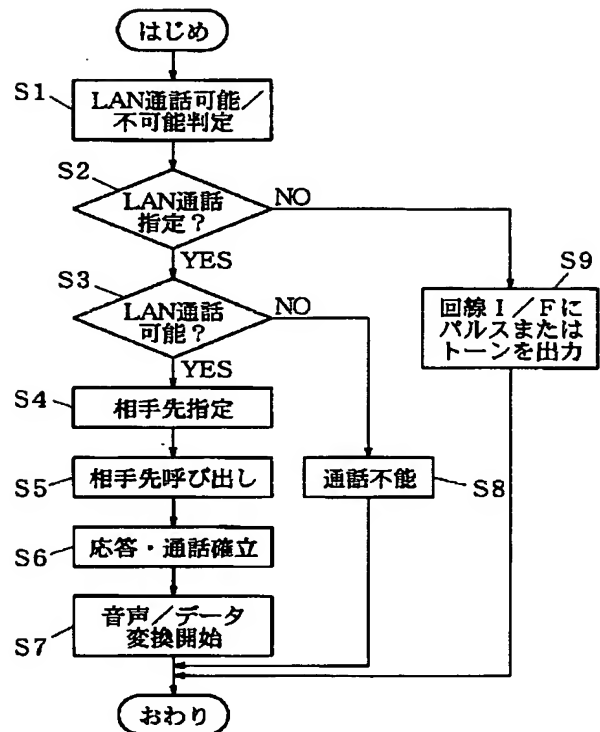 はじめ
S1
LAN通話可能／
不可能判定
S2
LAN通話
指定？
NO
YES
S3
LAN通話
可能？
NO
YES
S9
回線Ｉ／Ｆに
パルスまたは
トーンを出力
S4
相手先指定
S5
相手先呼び出し
通話不能
S8
S6
応答・通話確立
S7
音声／データ
変換開始
おわり